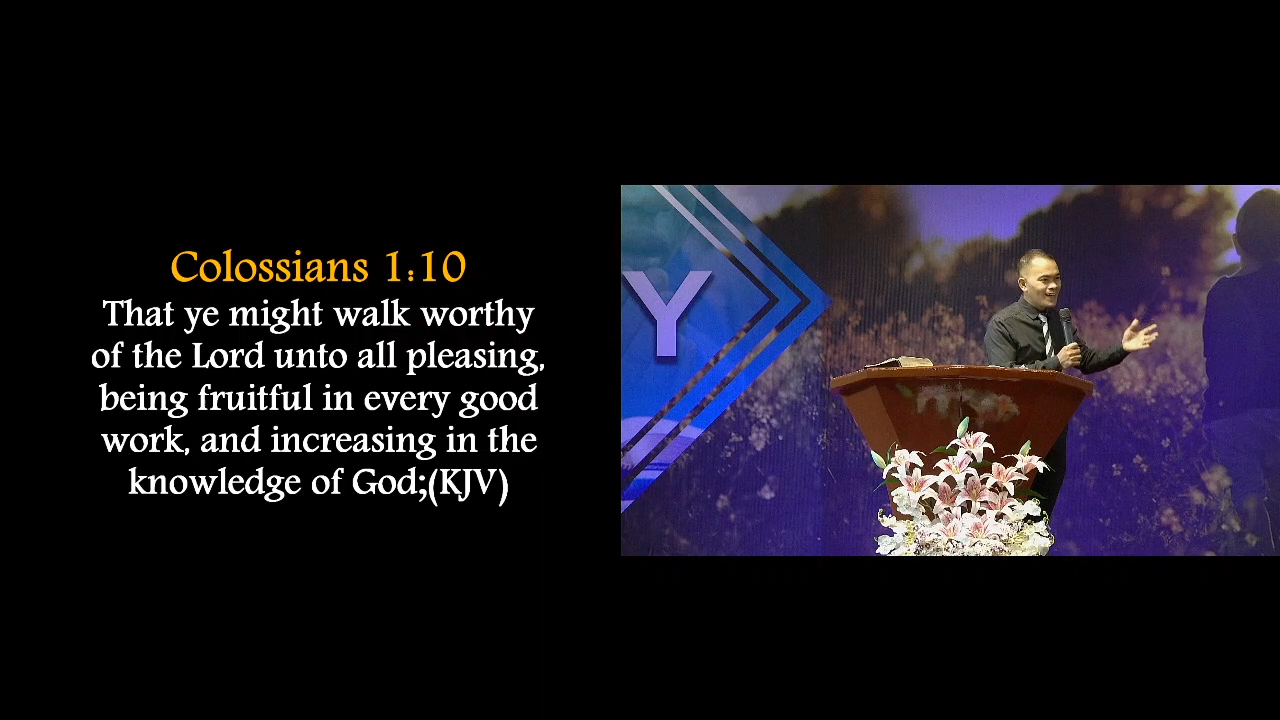 Colossians 1:10
That ye might walk worthy
of the Lord unto all pleasing,
being fruitful in every good
work, and increasing in the
knowledge of God;(KJV)
Y